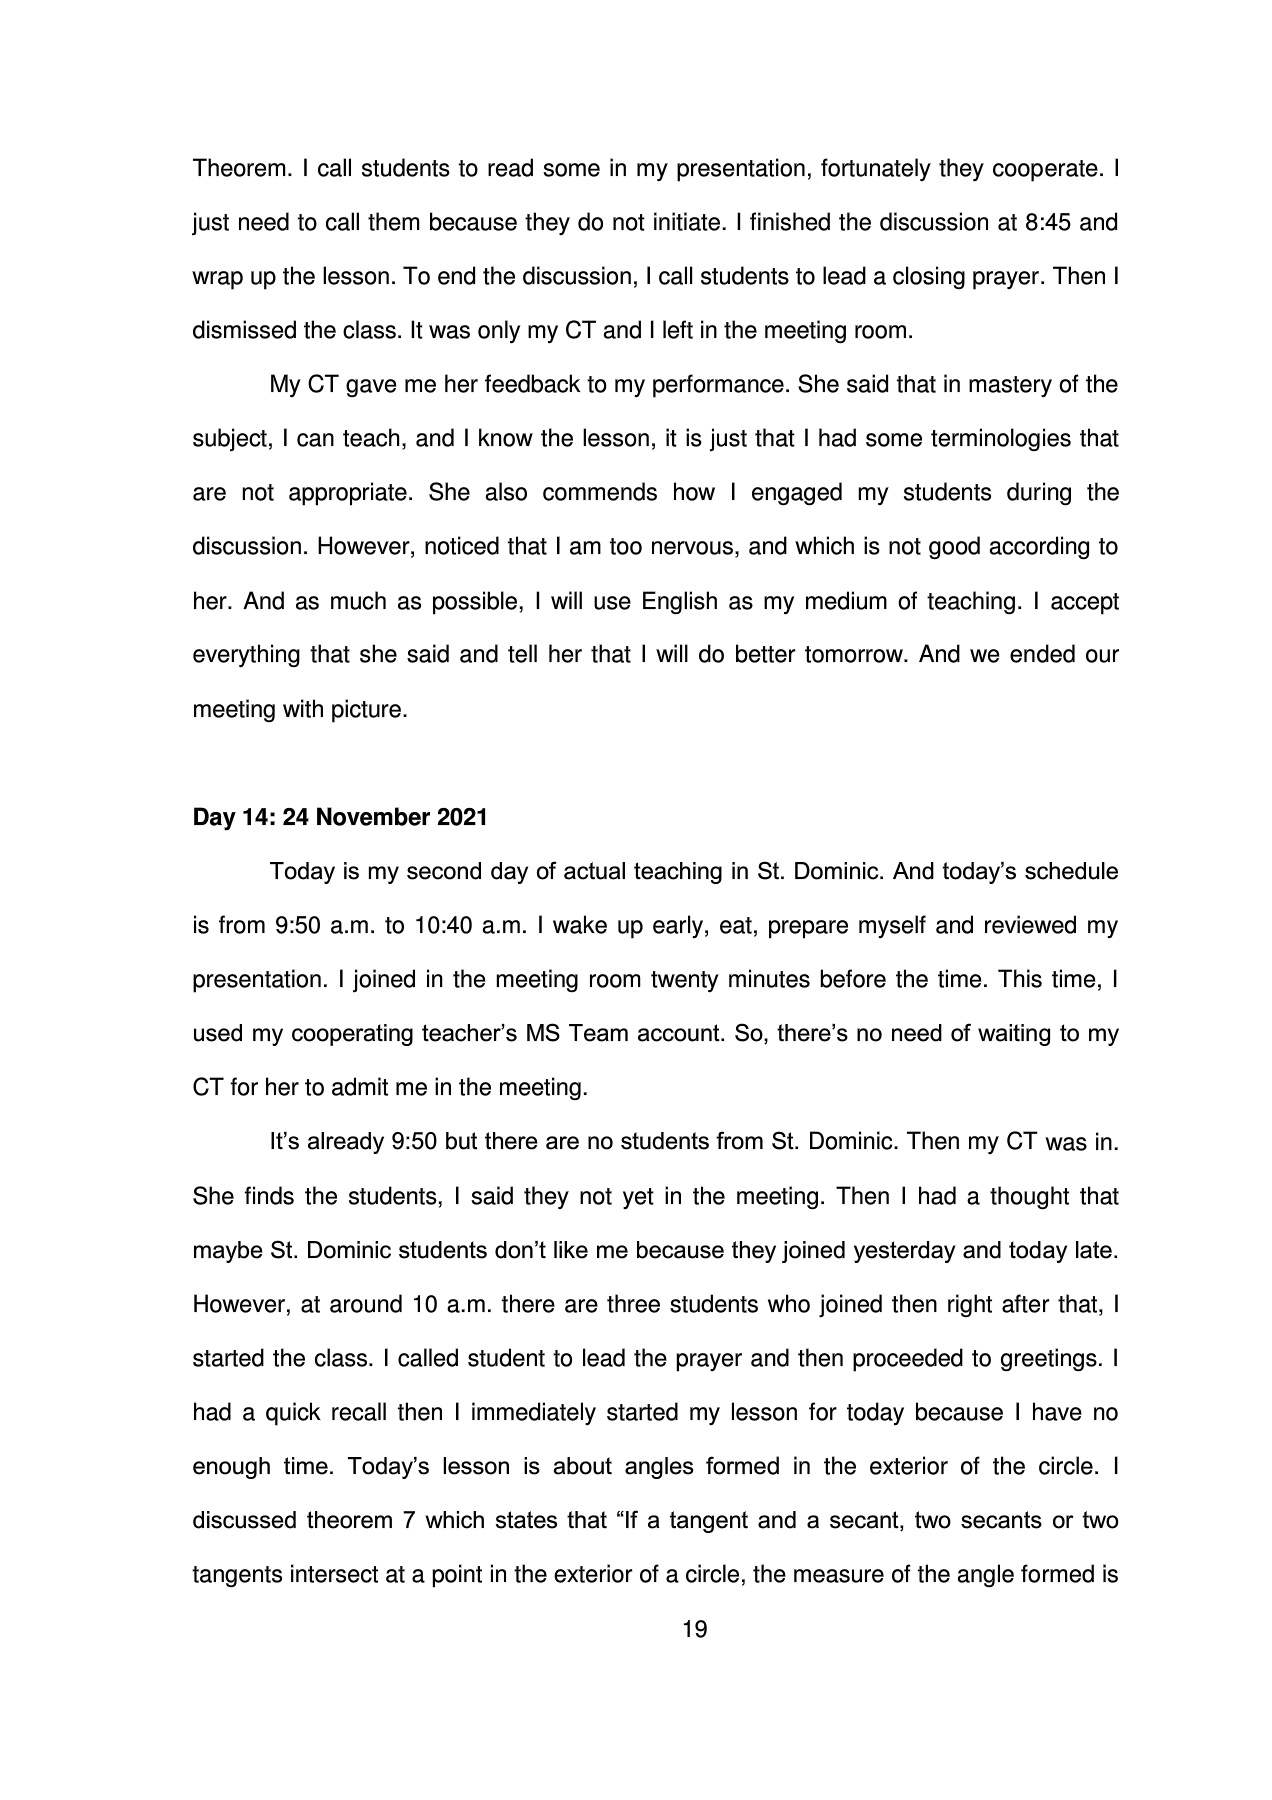 Theorem. I call students to read some in my presentation, fortunately they cooperate. I
just need to call them because they do not initiate. I finished the discussion at 8:45 and
wrap up the lesson. To end the discussion, I call students to lead a closing prayer. Then I
dismissed the class. It was only my CT and I left in the meeting room.
My CT gave me her feedback to my performance. She said that in mastery of the
subject, I can teach, and I know the lesson, it is just that I had some terminologies that
are not appropriate. She also commends how I engaged my students during the
discussion. However, noticed that I am too nervous, and which is not good according to
her. And as much as possible, I will use English as my medium of teaching. I accept
everything that she said and tell her that I will do better tomorrow. And we ended our
meeting with picture.
Day 14: 24 November 2021
Today is my second day of actual teaching in St. Dominic. And today’s schedule
is from 9:50 a.m. to 10:40 a.m. I wake up early, eat, prepare myself and reviewed my
presentation. I joined in the meeting room twenty minutes before the time. This time, I
used my cooperating teacher’s MS Team account. So, there’s no need of waiting to my
CT for her to admit me in the meeting.
It’s already 9:50 but there are no students from St. Dominic. Then my CT was in.
She finds the students, I said they not yet in the meeting. Then I had a thought that
maybe St. Dominic students don’t like me because they joined yesterday and today late.
However, at around 10 a.m. there are three students who joined then right after that, I
started the class. I called student to lead the prayer and then proceeded to greetings. I
had a quick recall then I immediately started my lesson for today because I have no
enough time. Today’s lesson is about angles formed in the exterior of the circle. I
discussed theorem 7 which states that “If a tangent and a secant, two secants or two
tangents intersect at a point in the exterior of a circle, the measure of the angle formed is
19